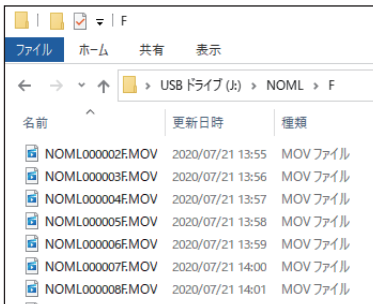 F
ファイル ホーム 共有 表示
USB ドライブ (J:) > NOML > F
名前 更新日時 種類
NOML000002F.MOV 2020/07/21 13:55 MOV ファイル
NOML000003F.MOV 2020/07/21 13:56 MOV ファイル
NOML000004F.MOV 2020/07/21 13:57 MOV ファイル
NOML000005F.MOV 2020/07/21 13:58 MOV ファイル
NOML000006F.MOV 2020/07/21 13:59 MOV ファイル
NOML000007F.MOV 2020/07/21 14:00 MOV ファイル
NOML000008F.MOV 2020/07/21 14:01 MOV ファイル